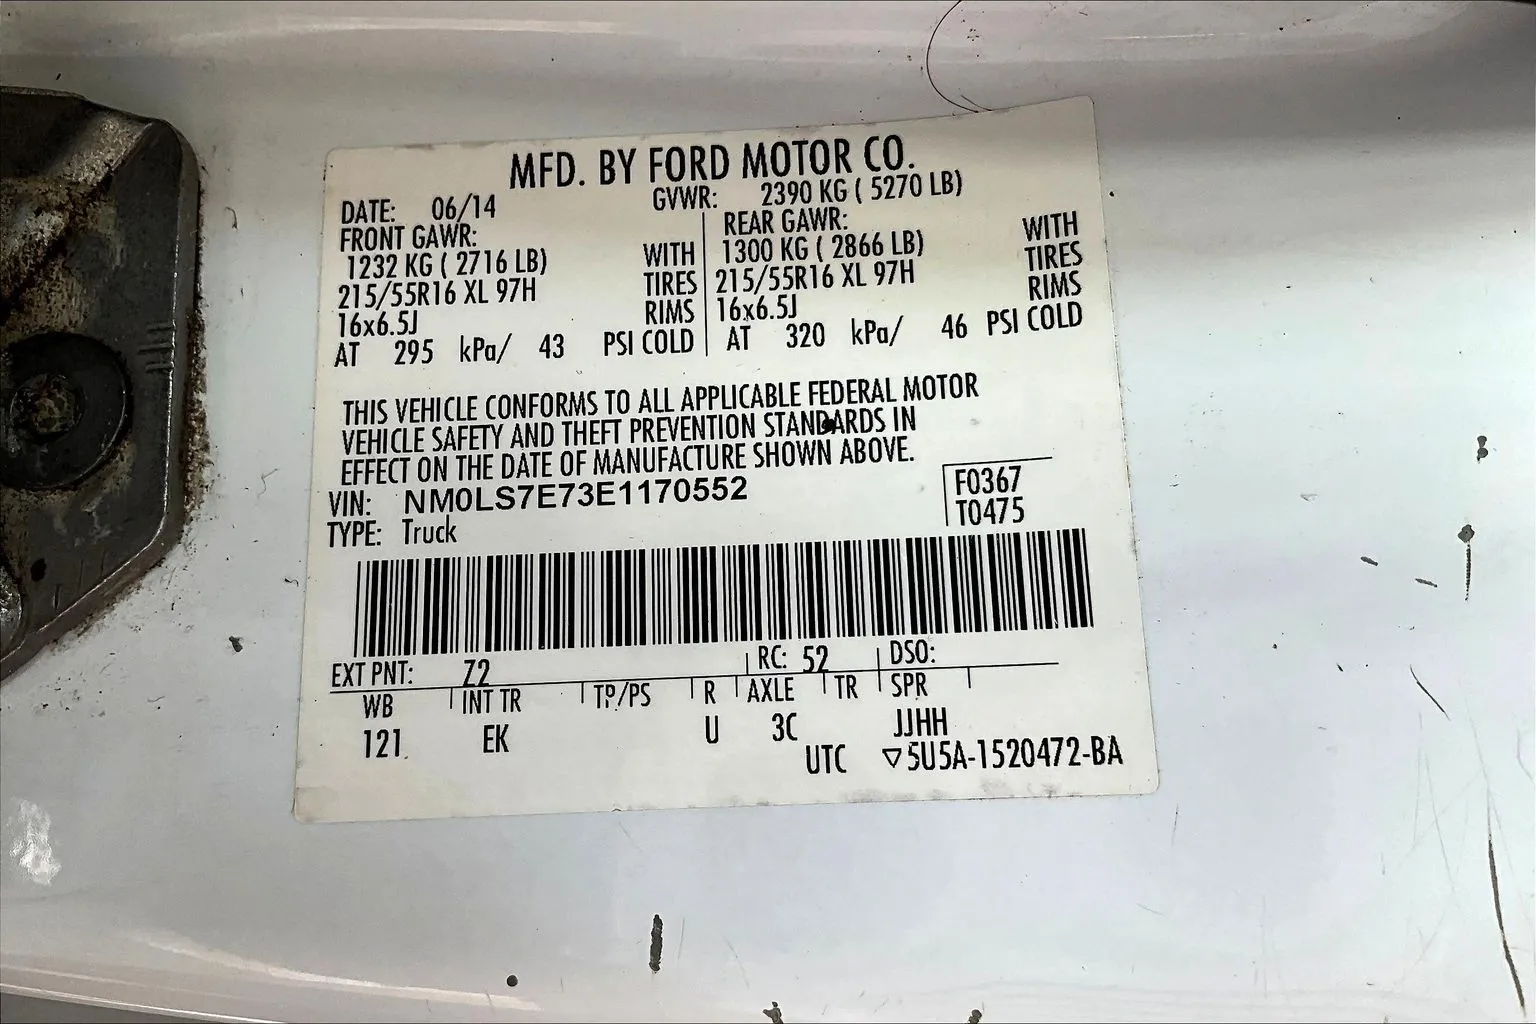 MFD. BY FORD MOTOR CO.
DATE: 06/14 GVWR: 2390 KG ( 5270 LB)
FRONT GAWR: REAR GAWR:
1232 KG ( 2716 LB) WITH 1300 KG ( 2866 LB) WITH
215/55R16 XL 97H TIRES 215/55R16 XL 97H TIRES
16x6.5J RIMS 16x6.5J RIMS
AT 295 kPa/ 43 PSI COLD AT 320 kPa/ 46 PSI COLD
THIS VEHICLE CONFORMS TO ALL APPLICABLE FEDERAL MOTOR
VEHICLE SAFETY AND THEFT PREVENTION STANDARDS IN
EFFECT ON THE DATE OF MANUFACTURE SHOWN ABOVE.
VIN: NM0LS7E73E1170552 F0367
TYPE: Truck T0475
EXT PNT: Z2 RC: 52 DSO:
WB INT TR TP/PS R AXLE TR SPR
121 EK U 3C JJHH
UTC ▽5U5A-1520472-BA